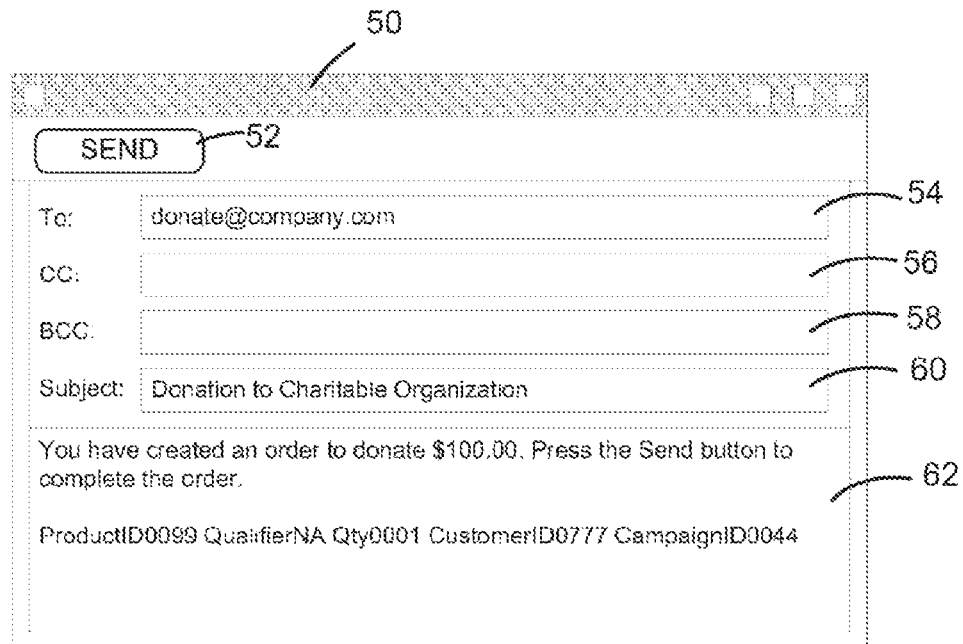 50
SEND 52
To: donate@company.com 54
CC: 56
BCC: 58
Subject: Donation to Charitable Organization 60
You have created an order to donate $100.00. Press the Send button to
complete the order.
62
ProductID0099 QualifierNA Qty0001 CustomerID0777 CampaignID0044